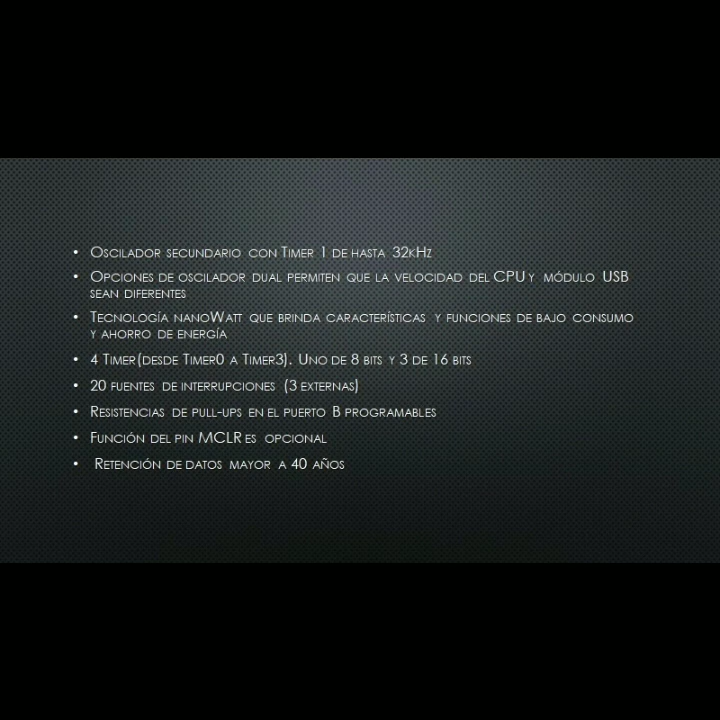 • Oscilador secundario con Timer 1 de hasta 32kHz
• Opciones de oscilador dual permiten que la velocidad del CPU y módulo USB
sean diferentes
• Tecnología nanoWatt que brinda características y funciones de bajo consumo
y ahorro de energía
• 4 Timer(desde Timer0 a Timer3). Uno de 8 bits y 3 de 16 bits
• 20 fuentes de interrupciones (3 externas)
• Resistencias de pull-ups en el puerto B programables
• Función del pin MCLR es opcional
• Retención de datos mayor a 40 años